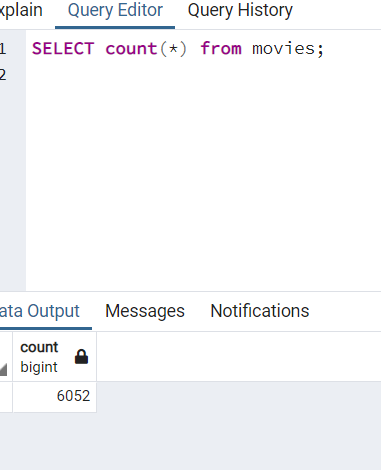 xplain Query Editor Query History
1 SELECT count(*) from movies;
2
ata Output Messages Notifications
count
bigint
6052